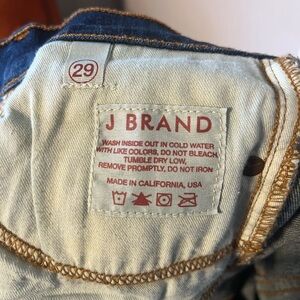 29
J BRAND
WASH INSIDE OUT IN COLD WATER
WITH LIKE COLORS, DO NOT BLEACH,
TUMBLE DRY LOW,
REMOVE PROMPTLY, DO NOT IRON
MADE IN CALIFORNIA, USA